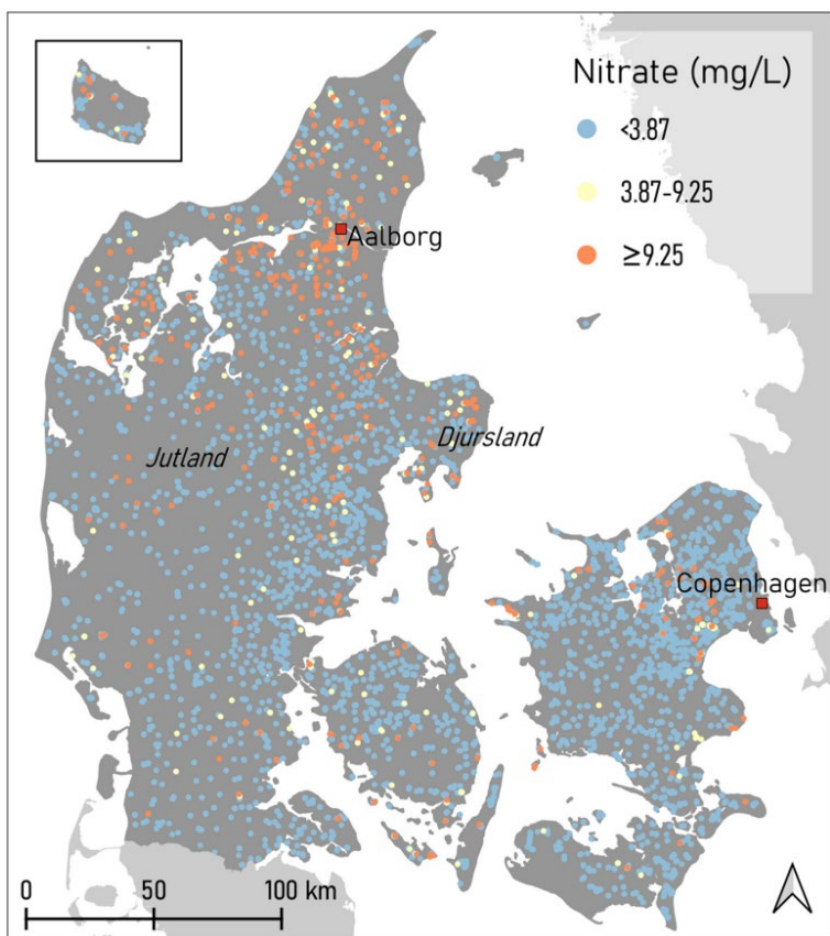 Nitrate (mg/L)
<3.87
3.87-9.25
≥9.25
Aalborg
Jutland
Djursland
Copenhagen
0 50 100 km